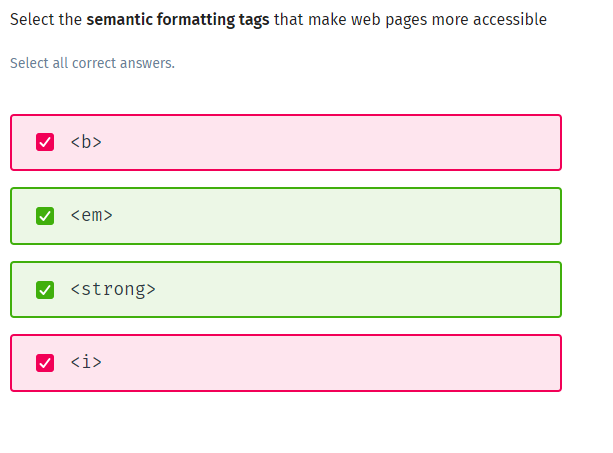 Select the semantic formatting tags that make web pages more accessible
Select all correct answers.
<b>
<em>
<strong>
<i>